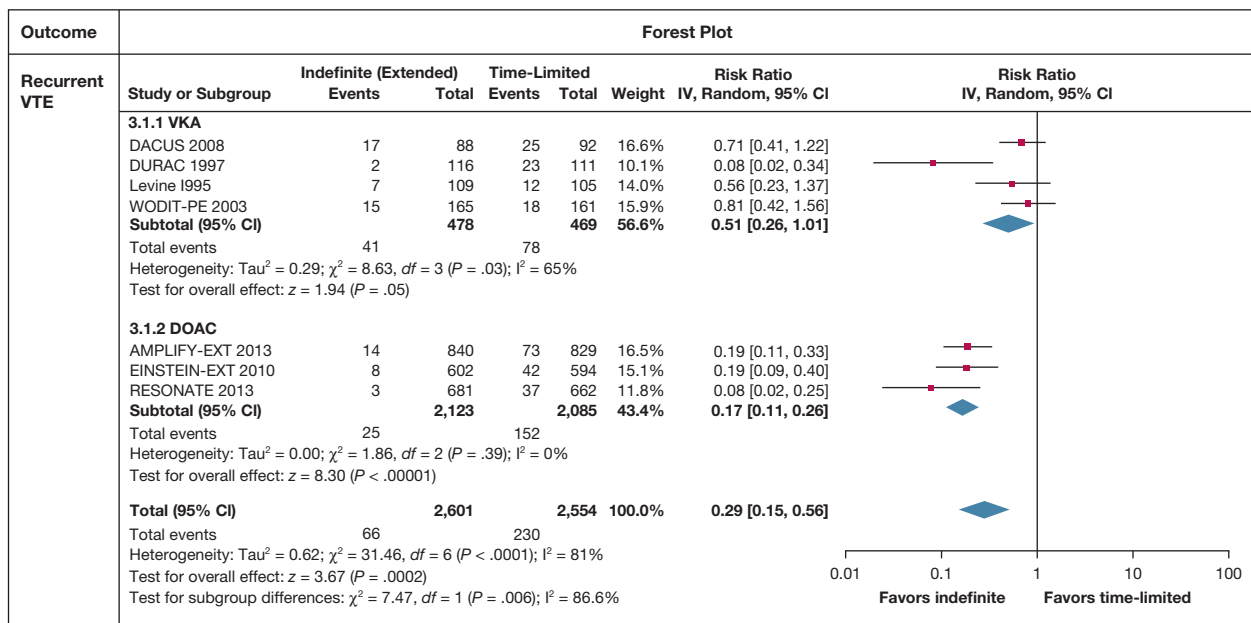 Outcome Forest Plot
Recurrent VTE
Indefinite (Extended) Time-Limited Risk Ratio Risk Ratio
Study or Subgroup Events Total Events Total Weight IV, Random, 95% CI IV, Random, 95% CI
3.1.1 VKA
DACUS 2008 17 88 25 92 16.6% 0.71 [0.41, 1.22]
DURAC 1997 2 116 23 111 10.1% 0.08 [0.02, 0.34]
Levine I995 7 109 12 105 14.0% 0.56 [0.23, 1.37]
WODIT-PE 2003 15 165 18 161 15.9% 0.81 [0.42, 1.56]
Subtotal (95% CI) 478 469 56.6% 0.51 [0.26, 1.01]
Total events 41 78
Heterogeneity: Tau² = 0.29; χ² = 8.63, df = 3 (P = .03); I² = 65%
Test for overall effect: z = 1.94 (P = .05)
3.1.2 DOAC
AMPLIFY-EXT 2013 14 840 73 829 16.5% 0.19 [0.11, 0.33]
EINSTEIN-EXT 2010 8 602 42 594 15.1% 0.19 [0.09, 0.40]
RESONATE 2013 3 681 37 662 11.8% 0.08 [0.02, 0.25]
Subtotal (95% CI) 2,123 2,085 43.4% 0.17 [0.11, 0.26]
Total events 25 152
Heterogeneity: Tau² = 0.00; χ² = 1.86, df = 2 (P = .39); I² = 0%
Test for overall effect: z = 8.30 (P < .00001)
Total (95% CI) 2,601 2,554 100.0% 0.29 [0.15, 0.56]
Total events 66 230
Heterogeneity: Tau² = 0.62; χ² = 31.46, df = 6 (P < .0001); I² = 81%
Test for overall effect: z = 3.67 (P = .0002)
Test for subgroup differences: χ² = 7.47, df = 1 (P = .006); I² = 86.6%
0.01 0.1 1 10 100
Favors indefinite Favors time-limited